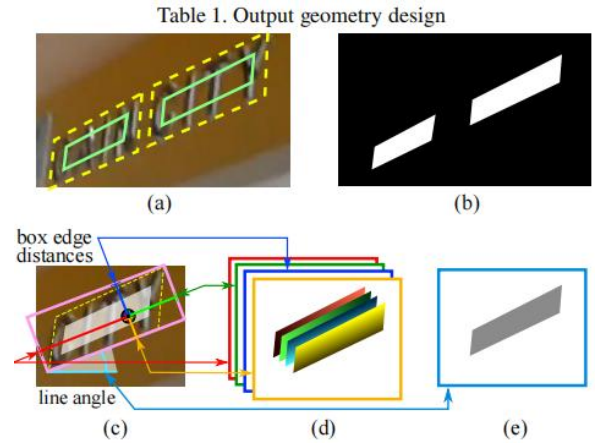 Table 1. Output geometry design
(a)
(b)
box edge
distances
line angle
(c)
(d)
(e)